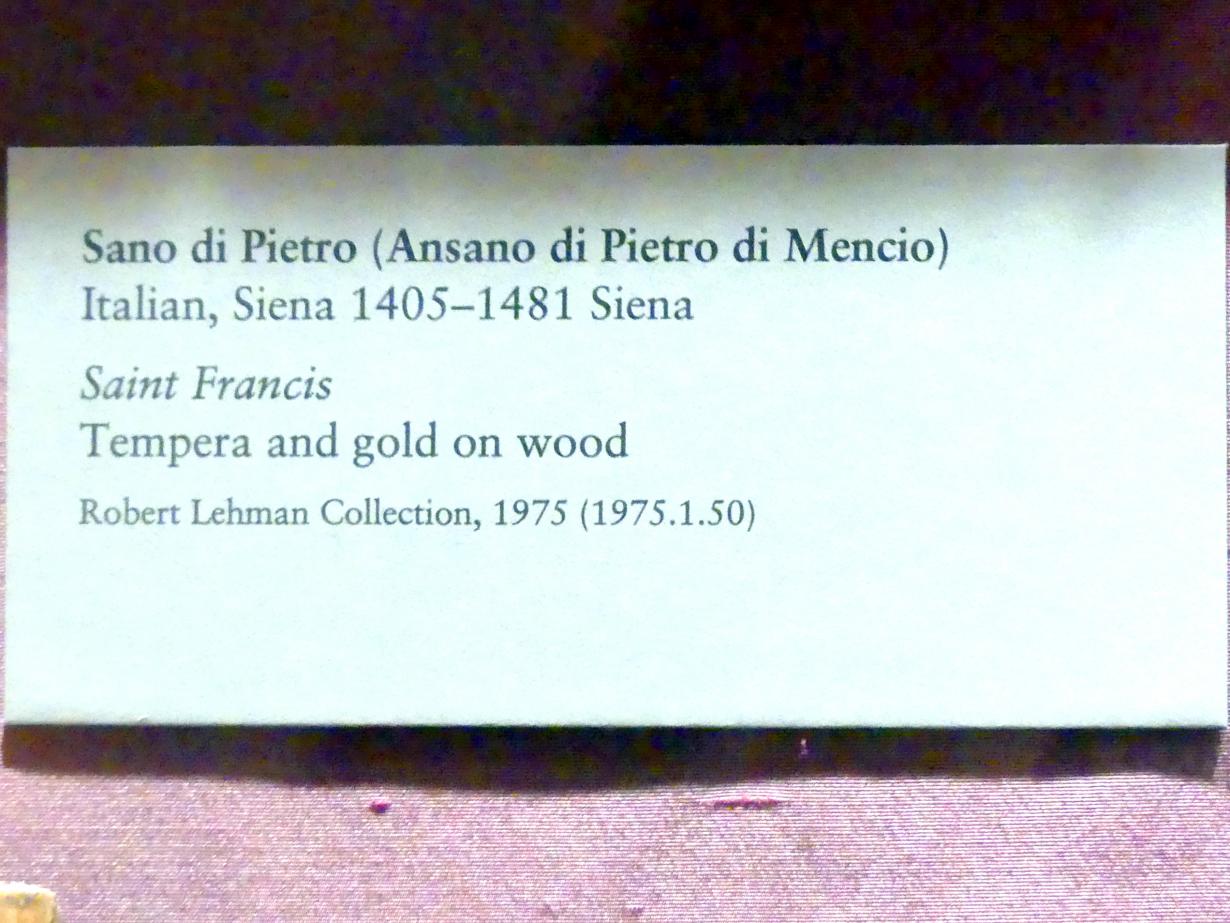 Sano di Pietro (Ansano di Pietro di Mencio)
Italian, Siena 1405–1481 Siena
Saint Francis
Tempera and gold on wood
Robert Lehman Collection, 1975 (1975.1.50)